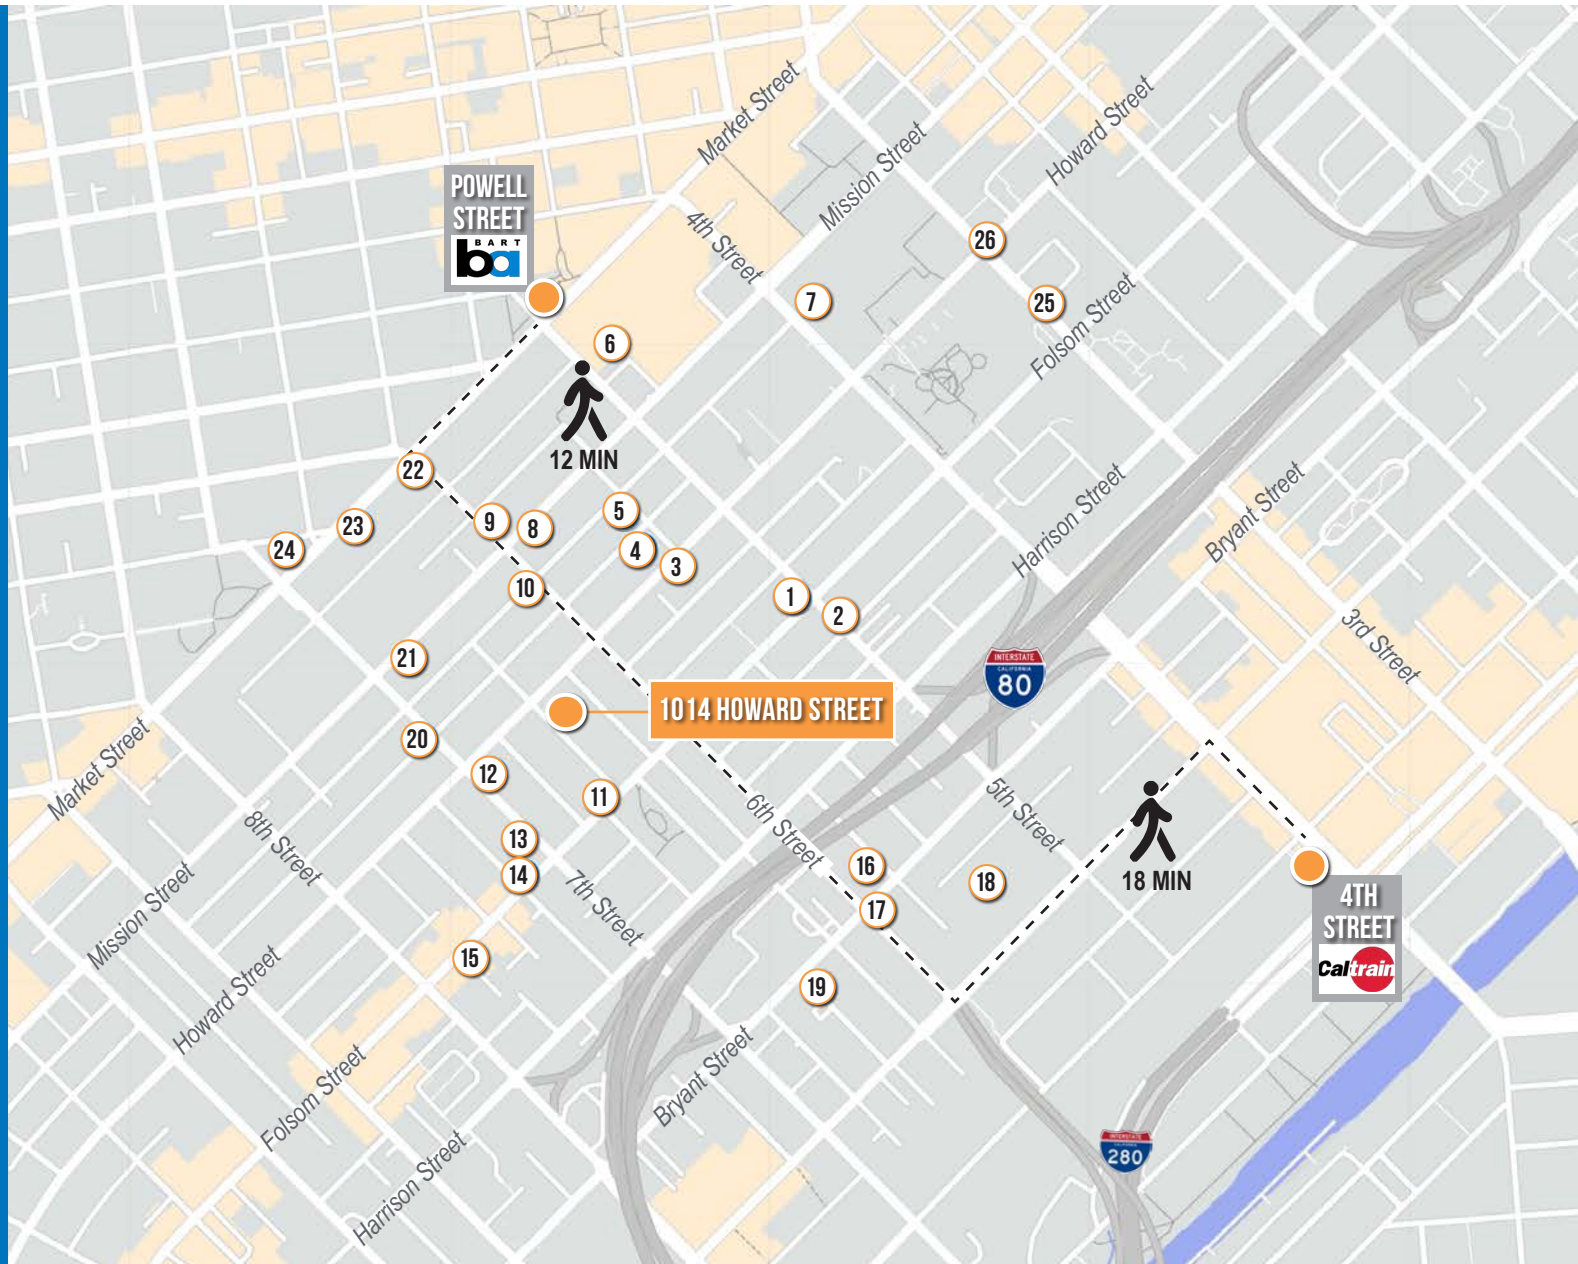 Market Street
Howard Street
Mission Street
POWELL
STREET
BART
ba
4th Street
26
7
25
Folsom Street
6
12 MIN
22
5
9
8
23
24
4
3
10
1
2
Harrison Street
Bryant Street
3rd Street
21
INTERSTATE
CALIFORNIA
80
1014 HOWARD STREET
20
12
11
Market Street
8th Street
13
14
7th Street
6th Street
5th Street
16
17
18
18 MIN
4TH
STREET
Caltrain
Mission Street
15
19
Howard Street
Folsom Street
Bryant Street
Harrison Street
INTERSTATE
CALIFORNIA
280